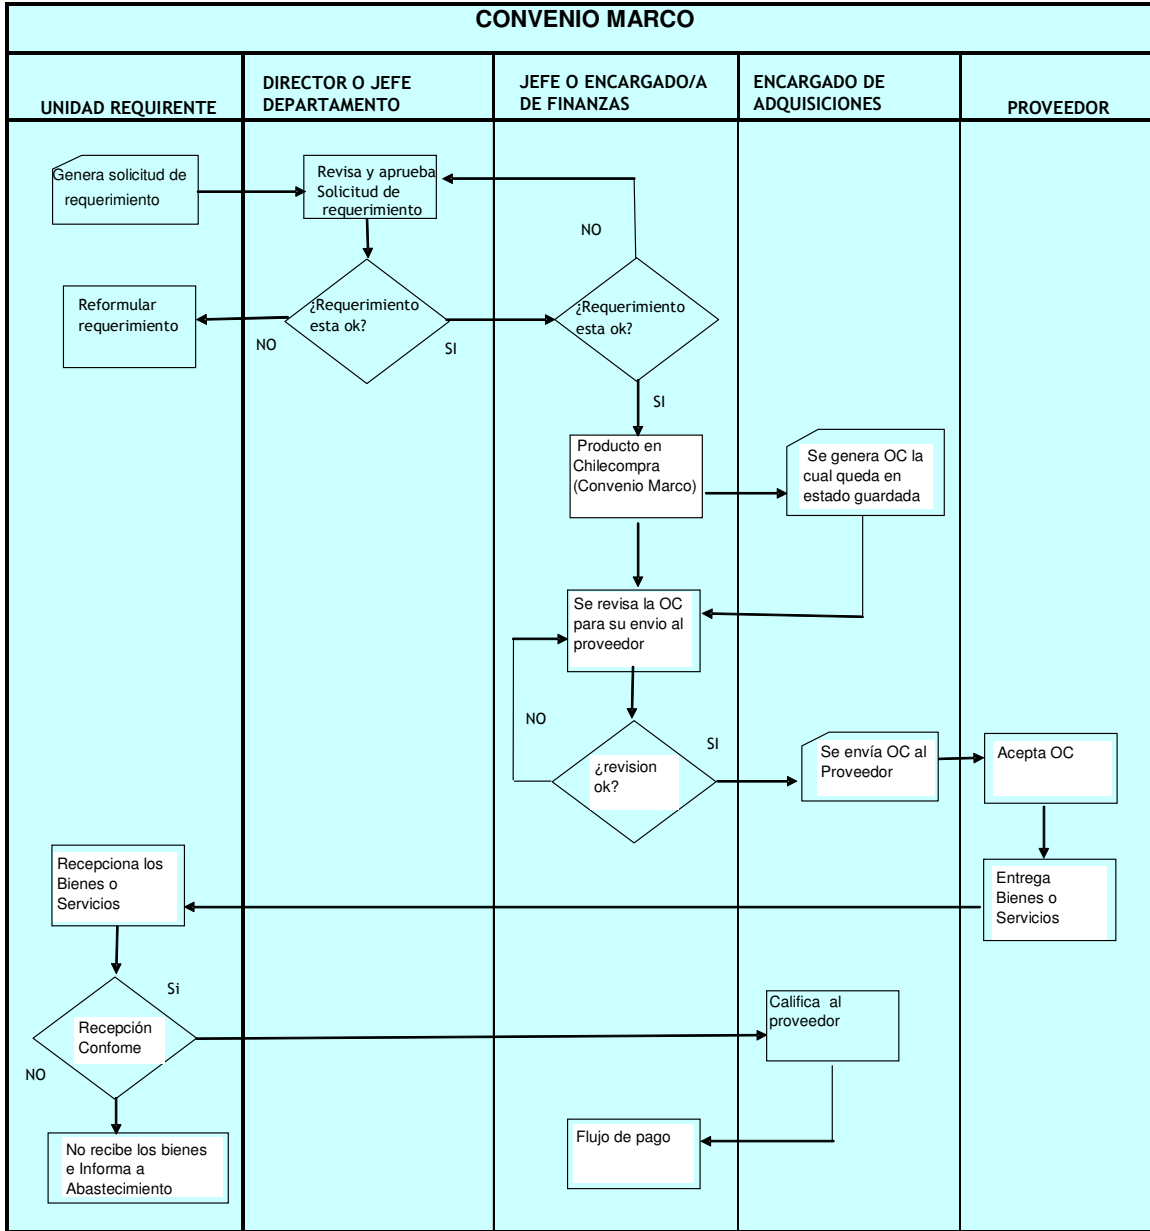 CONVENIO MARCO
UNIDAD REQUIRENTE
DIRECTOR O JEFE
DEPARTAMENTO
JEFE O ENCARGADO/A
DE FINANZAS
ENCARGADO DE
ADQUISICIONES
PROVEEDOR
Genera solicitud de
requerimiento
Revisa y aprueba
Solicitud de
requerimiento
NO
Reformular
requerimiento
NO
¿Requerimiento
esta ok?
SI
¿Requerimiento
esta ok?
SI
Producto en
Chilecompra
(Convenio Marco)
Se genera OC la
cual queda en
estado guardada
Se revisa la OC
para su envio al
proveedor
NO
¿revision
ok?
SI
Se envía OC al
Proveedor
Acepta OC
Recepciona los
Bienes o
Servicios
Entrega
Bienes o
Servicios
Sí
Recepción
Confome
NO
Califica al
proveedor
No recibe los bienes
e Informa a
Abastecimiento
Flujo de pago